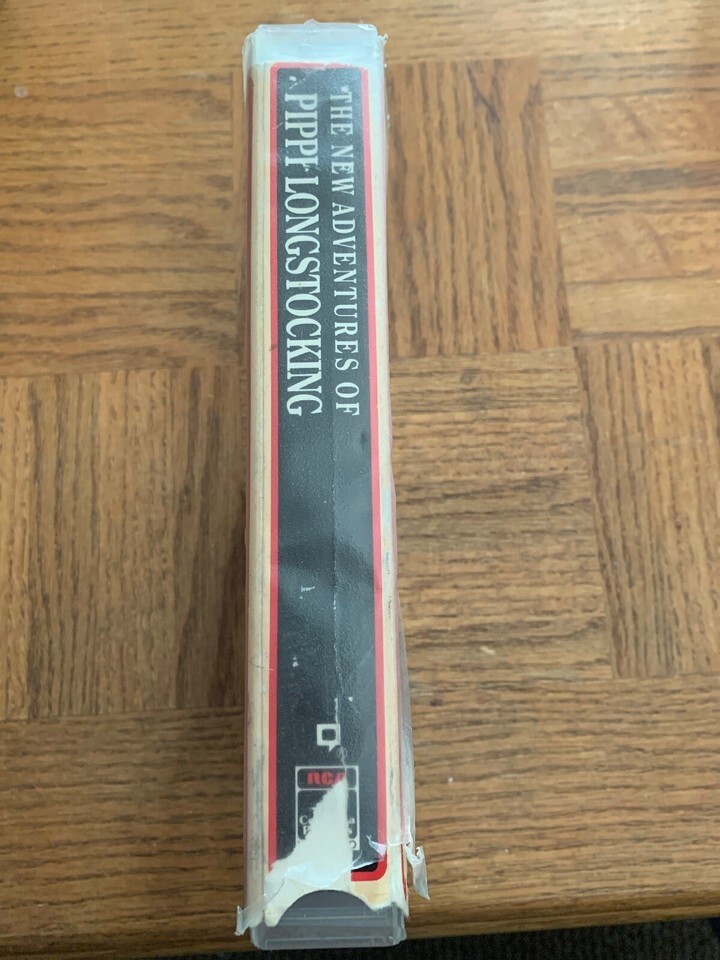 THE NEW ADVENTURES OF
PIPPI LONGSTOCKING
RCA